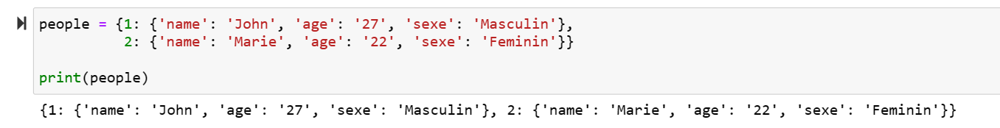 people = {1: {'name': 'John', 'age': '27', 'sexe': 'Masculin'},
2: {'name': 'Marie', 'age': '22', 'sexe': 'Feminin'}}
print(people)
{1: {'name': 'John', 'age': '27', 'sexe': 'Masculin'}, 2: {'name': 'Marie', 'age': '22', 'sexe': 'Feminin'}}